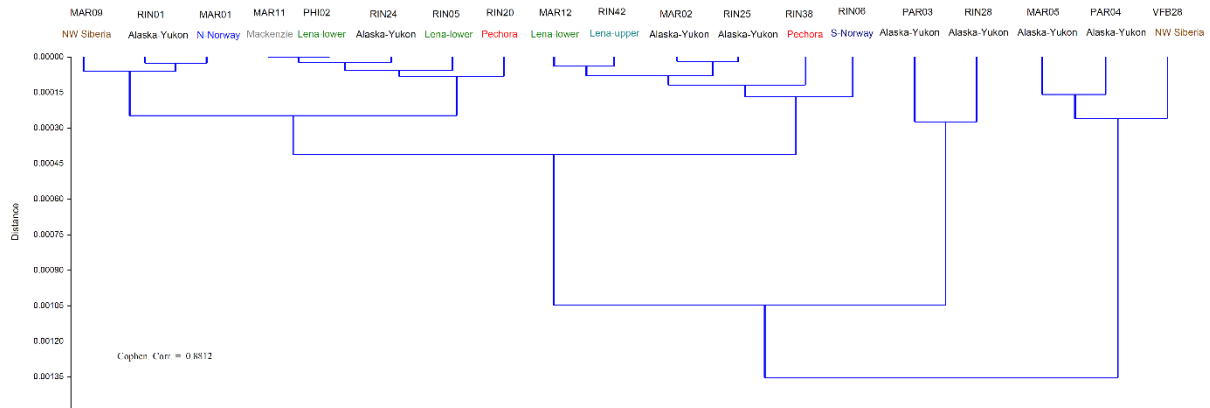 MAR09 RIN01 MAR01 MAR11 PHI02 RIN24 RIN05 RIN20 MAR12 RIN42 MAR02 RIN25 RIN38 RIN06 PAR03 RIN28 MAR05 PAR04 VFB28
NW Siberia Alaska-Yukon N-Norway Mackenzie Lena-lower Alaska-Yukon Lena-lower Pechora Lena-lower Lena-upper Alaska-Yukon Alaska-Yukon Pechora S-Norway Alaska-Yukon Alaska-Yukon Alaska-Yukon Alaska-Yukon NW Siberia
0.00000
0.00015
0.00030
0.00045
0.00060
0.00075
0.00090
0.00105
0.00120
0.00135
Distance
Cophen. Corr. = 0.8812